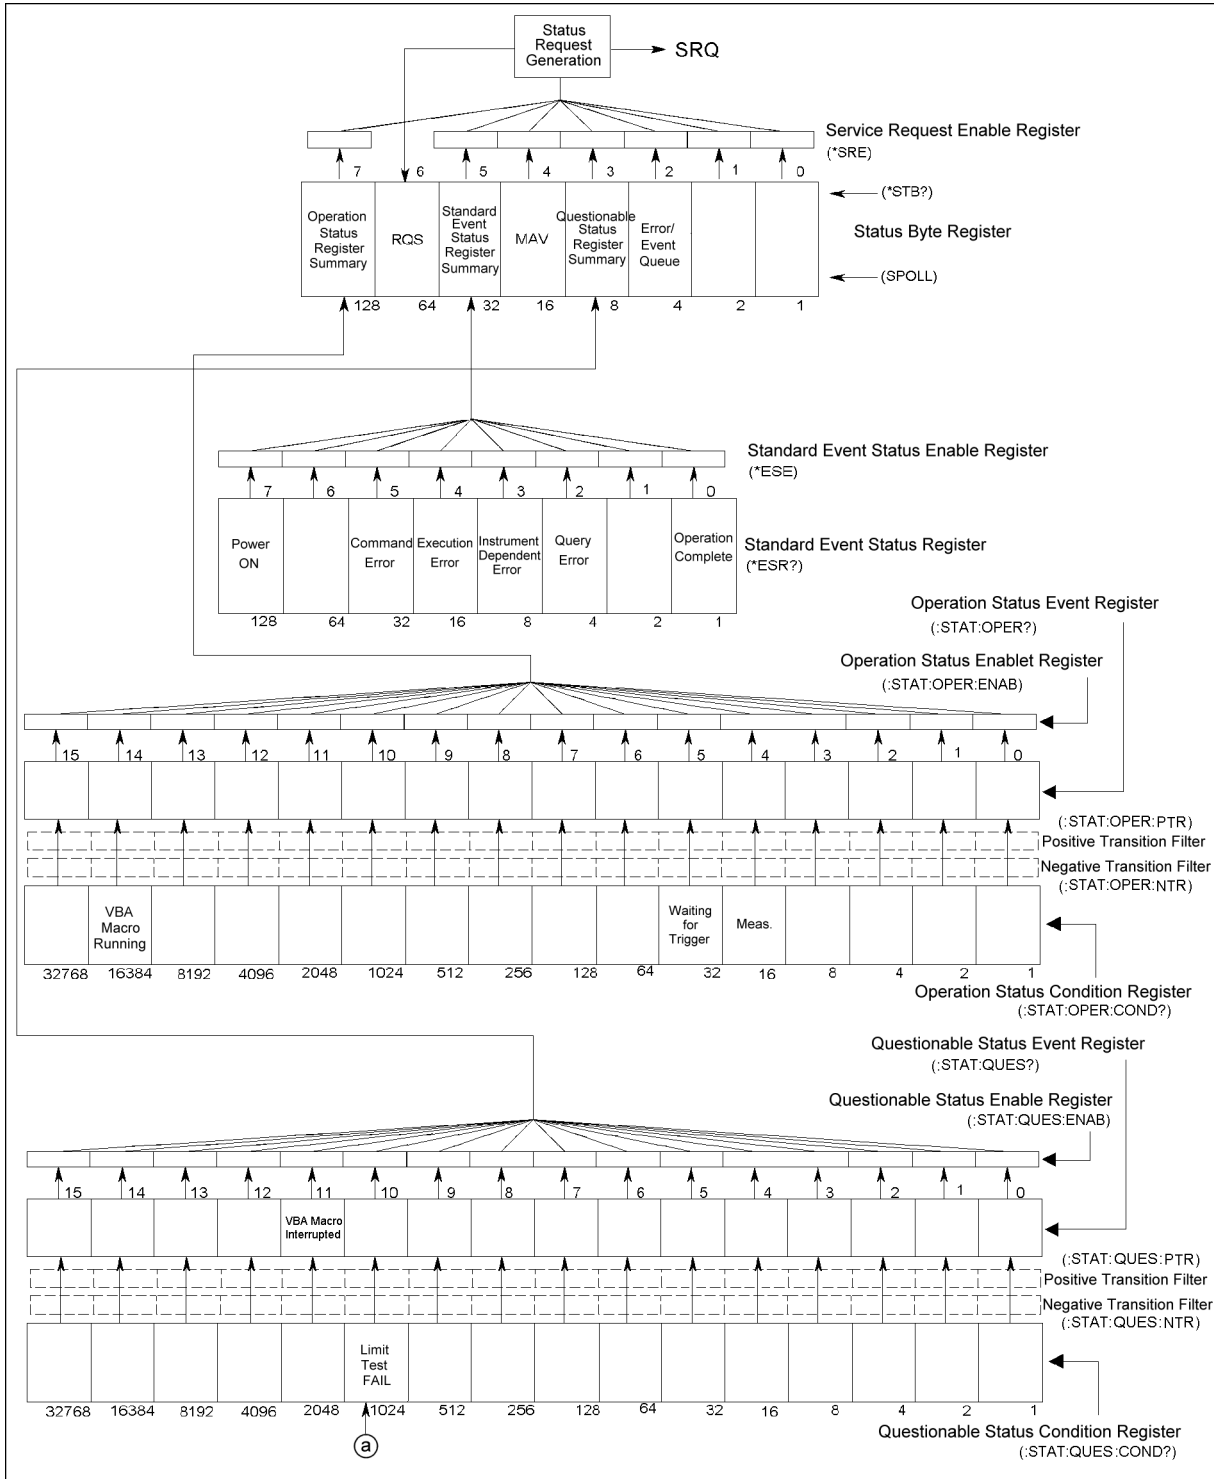 Status
Request
Generation
SRQ
Service Request Enable Register
(*SRE)
7 6 5 4 3 2 1 0
(*STB?)
Operation
Status
Register
Summary
RQS
Standard
Event
Status
Register
Summary
MAV
Questionable
Status
Register
Summary
Error/
Event
Queue
Status Byte Register
(SPOLL)
128 64 32 16 8 4 2 1
Standard Event Status Enable Register
(*ESE)
7 6 5 4 3 2 1 0
Power
ON
Command
Error
Execution
Error
Instrument
Dependent
Error
Query
Error
Operation
Complete
Standard Event Status Register
(*ESR?)
128 64 32 16 8 4 2 1
Operation Status Event Register
(:STAT:OPER?)
Operation Status Enablet Register
(:STAT:OPER:ENAB)
15 14 13 12 11 10 9 8 7 6 5 4 3 2 1 0
(:STAT:OPER:PTR)
Positive Transition Filter
Negative Transition Filter
(:STAT:OPER:NTR)
VBA
Macro
Running
Waiting
for
Trigger
Meas.
32768 16384 8192 4096 2048 1024 512 256 128 64 32 16 8 4 2 1
Operation Status Condition Register
(:STAT:OPER:COND?)
Questionable Status Event Register
(:STAT:QUES?)
Questionable Status Enable Register
(:STAT:QUES:ENAB)
15 14 13 12 11 10 9 8 7 6 5 4 3 2 1 0
VBA Macro
Interrupted
(:STAT:QUES:PTR)
Positive Transition Filter
Negative Transition Filter
(:STAT:QUES:NTR)
Limit
Test
FAIL
32768 16384 8192 4096 2048 1024 512 256 128 64 32 16 8 4 2 1
Questionable Status Condition Register
(:STAT:QUES:COND?)
a